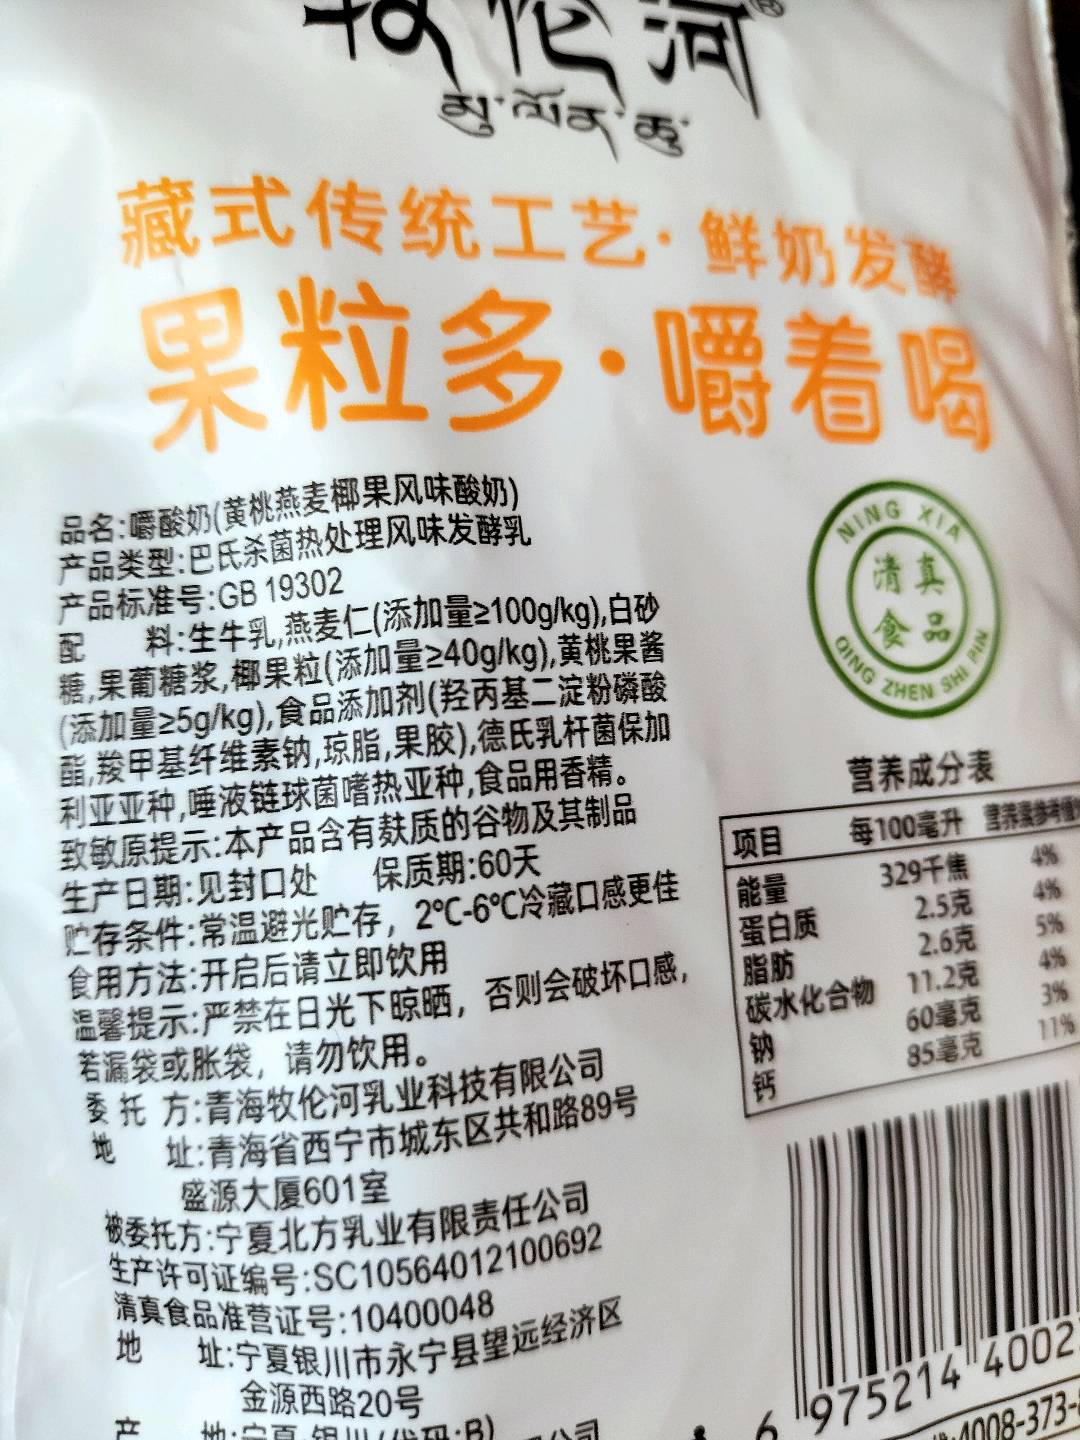 藏式传统工艺·鲜奶发酵
果粒多·嚼着喝
品名:嚼酸奶(黄桃燕麦椰果风味酸奶)
产品类型:巴氏杀菌热处理风味发酵乳
产品标准号:GB 19302
配 料:生牛乳,燕麦仁(添加量≥100g/kg),白砂
糖,果葡糖浆,椰果粒(添加量≥40g/kg),黄桃果酱
(添加量≥5g/kg),食品添加剂(羟丙基二淀粉磷酸
酯,羧甲基纤维素钠,琼脂,果胶),德氏乳杆菌保加
利亚亚种,唾液链球菌嗜热亚种,食品用香精。
致敏原提示:本产品含有麸质的谷物及其制品
生产日期:见封口处 保质期:60天
贮存条件:常温避光贮存，2℃-6℃冷藏口感更佳
食用方法:开启后请立即饮用
温馨提示:严禁在日光下晾晒，否则会破坏口感，
若漏袋或胀袋，请勿饮用。
委 托 方:青海牧伦河乳业科技有限公司
地 址:青海省西宁市城东区共和路89号
盛源大厦601室
被委托方:宁夏北方乳业有限责任公司
生产许可证编号:SC10564012100692
清真食品准营证号:10400048
地 址:宁夏银川市永宁县望远经济区
金源西路20号
产 地:宁夏·银川(代码:B)
NING XIA
清真
食品
QING ZHEN SHI PIN
营养成分表
项目 每100毫升 营养素参考值
能量 329千焦 4%
蛋白质 2.5克 4%
脂肪 2.6克 5%
碳水化合物 11.2克 4%
钠 60毫克 3%
钙 85毫克 11%
6 975214 4002
4008-373-